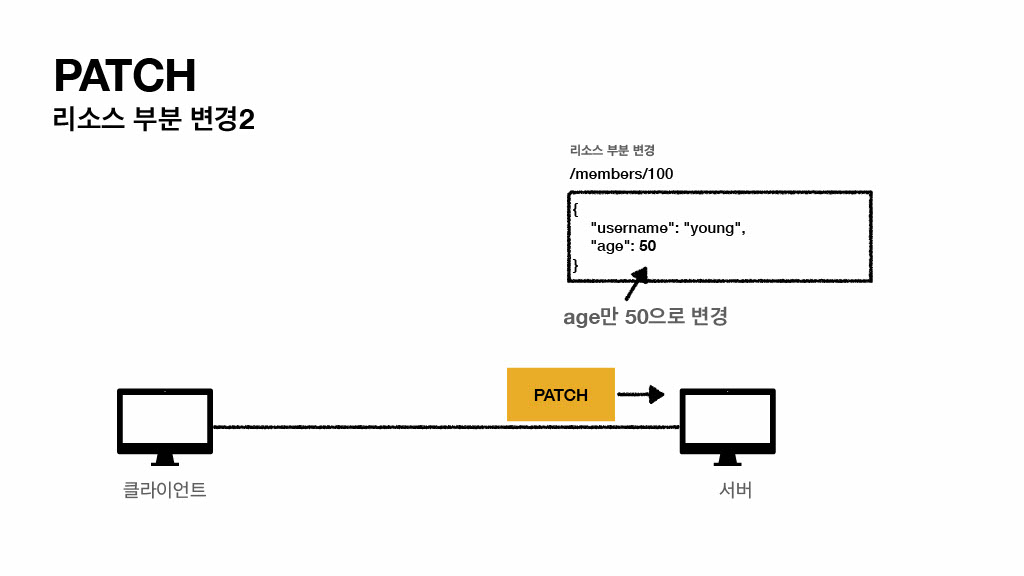 PATCH
리소스 부분 변경2
리소스 부분 변경
/members/100
{
"username": "young",
"age": 50
}
age만 50으로 변경
PATCH
클라이언트
서버